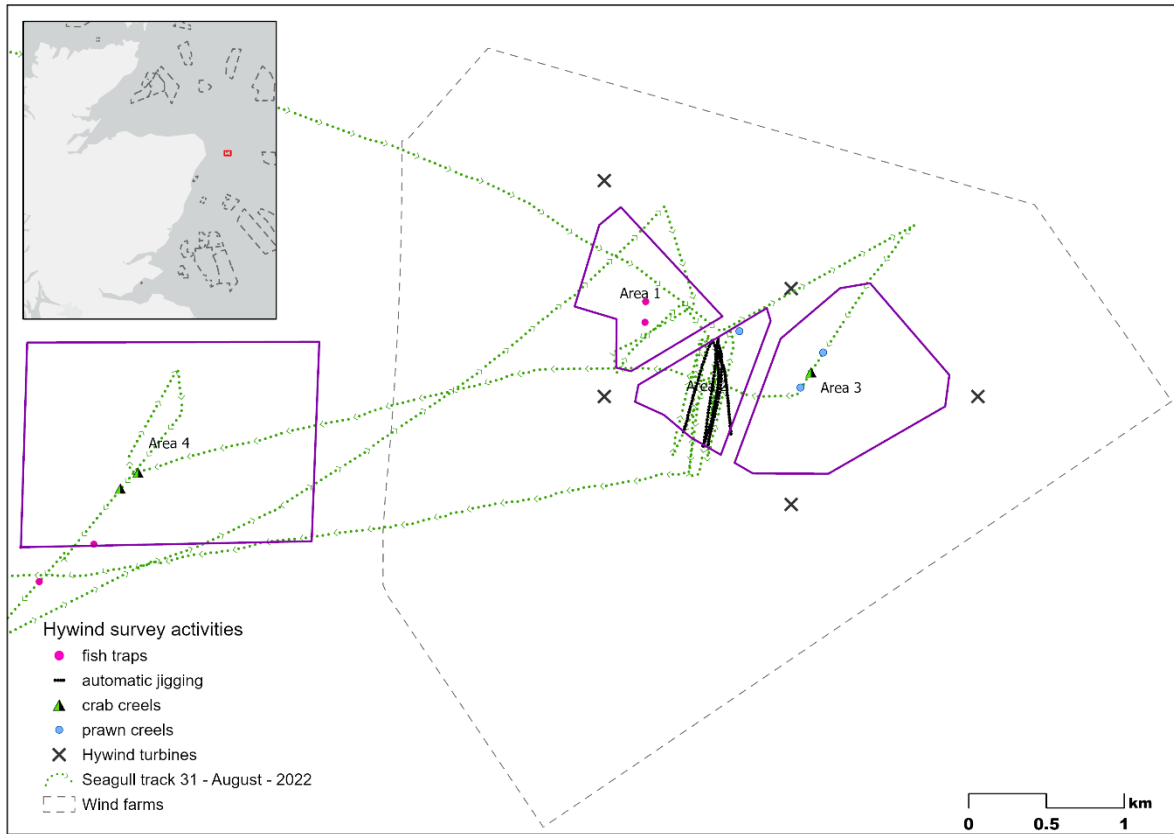 Area 1
Area 2
Area 3
Area 4
Hywind survey activities
fish traps
automatic jigging
crab creels
prawn creels
Hywind turbines
Seagull track 31 - August - 2022
Wind farms
km
0 0.5 1